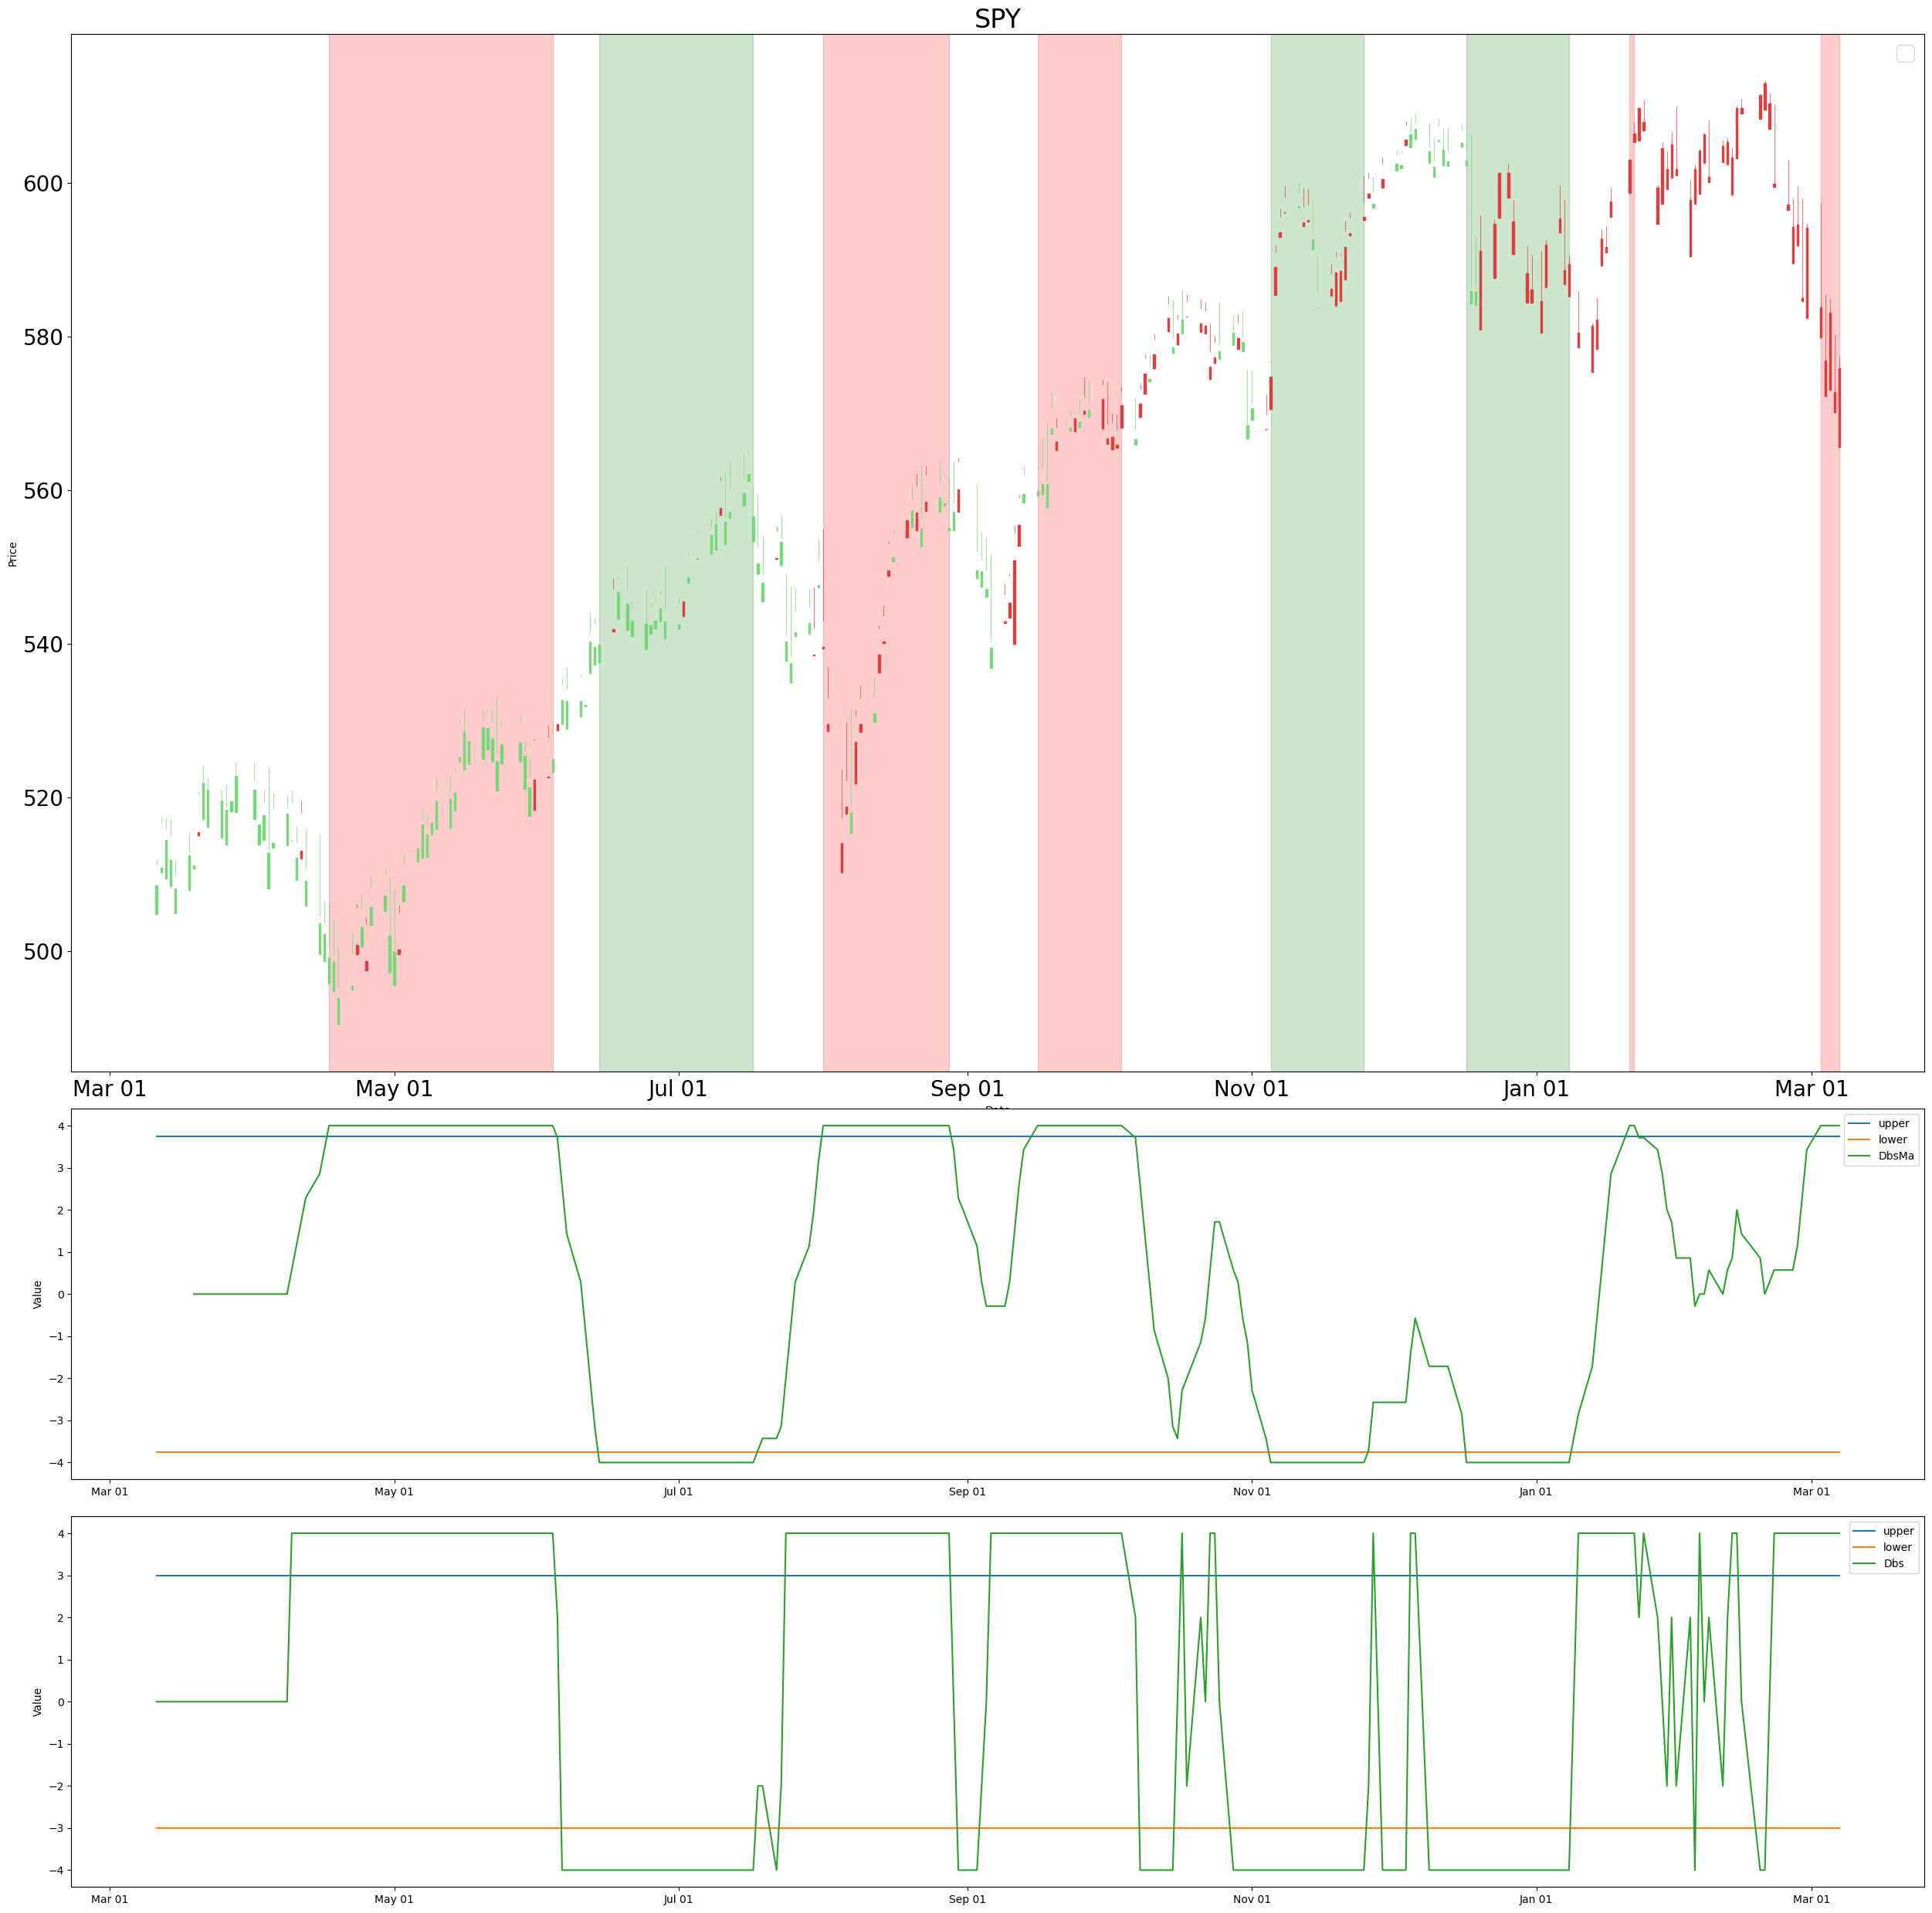 SPY
Price
600
580
560
540
520
500
Mar 01 May 01 Jul 01 Sep 01 Nov 01 Jan 01 Mar 01
Date
Value
4
3
2
1
0
−1
−2
−3
−4
upper
lower
DbsMa
Mar 01 May 01 Jul 01 Sep 01 Nov 01 Jan 01 Mar 01
Value
4
3
2
1
0
−1
−2
−3
−4
upper
lower
Dbs
Mar 01 May 01 Jul 01 Sep 01 Nov 01 Jan 01 Mar 01